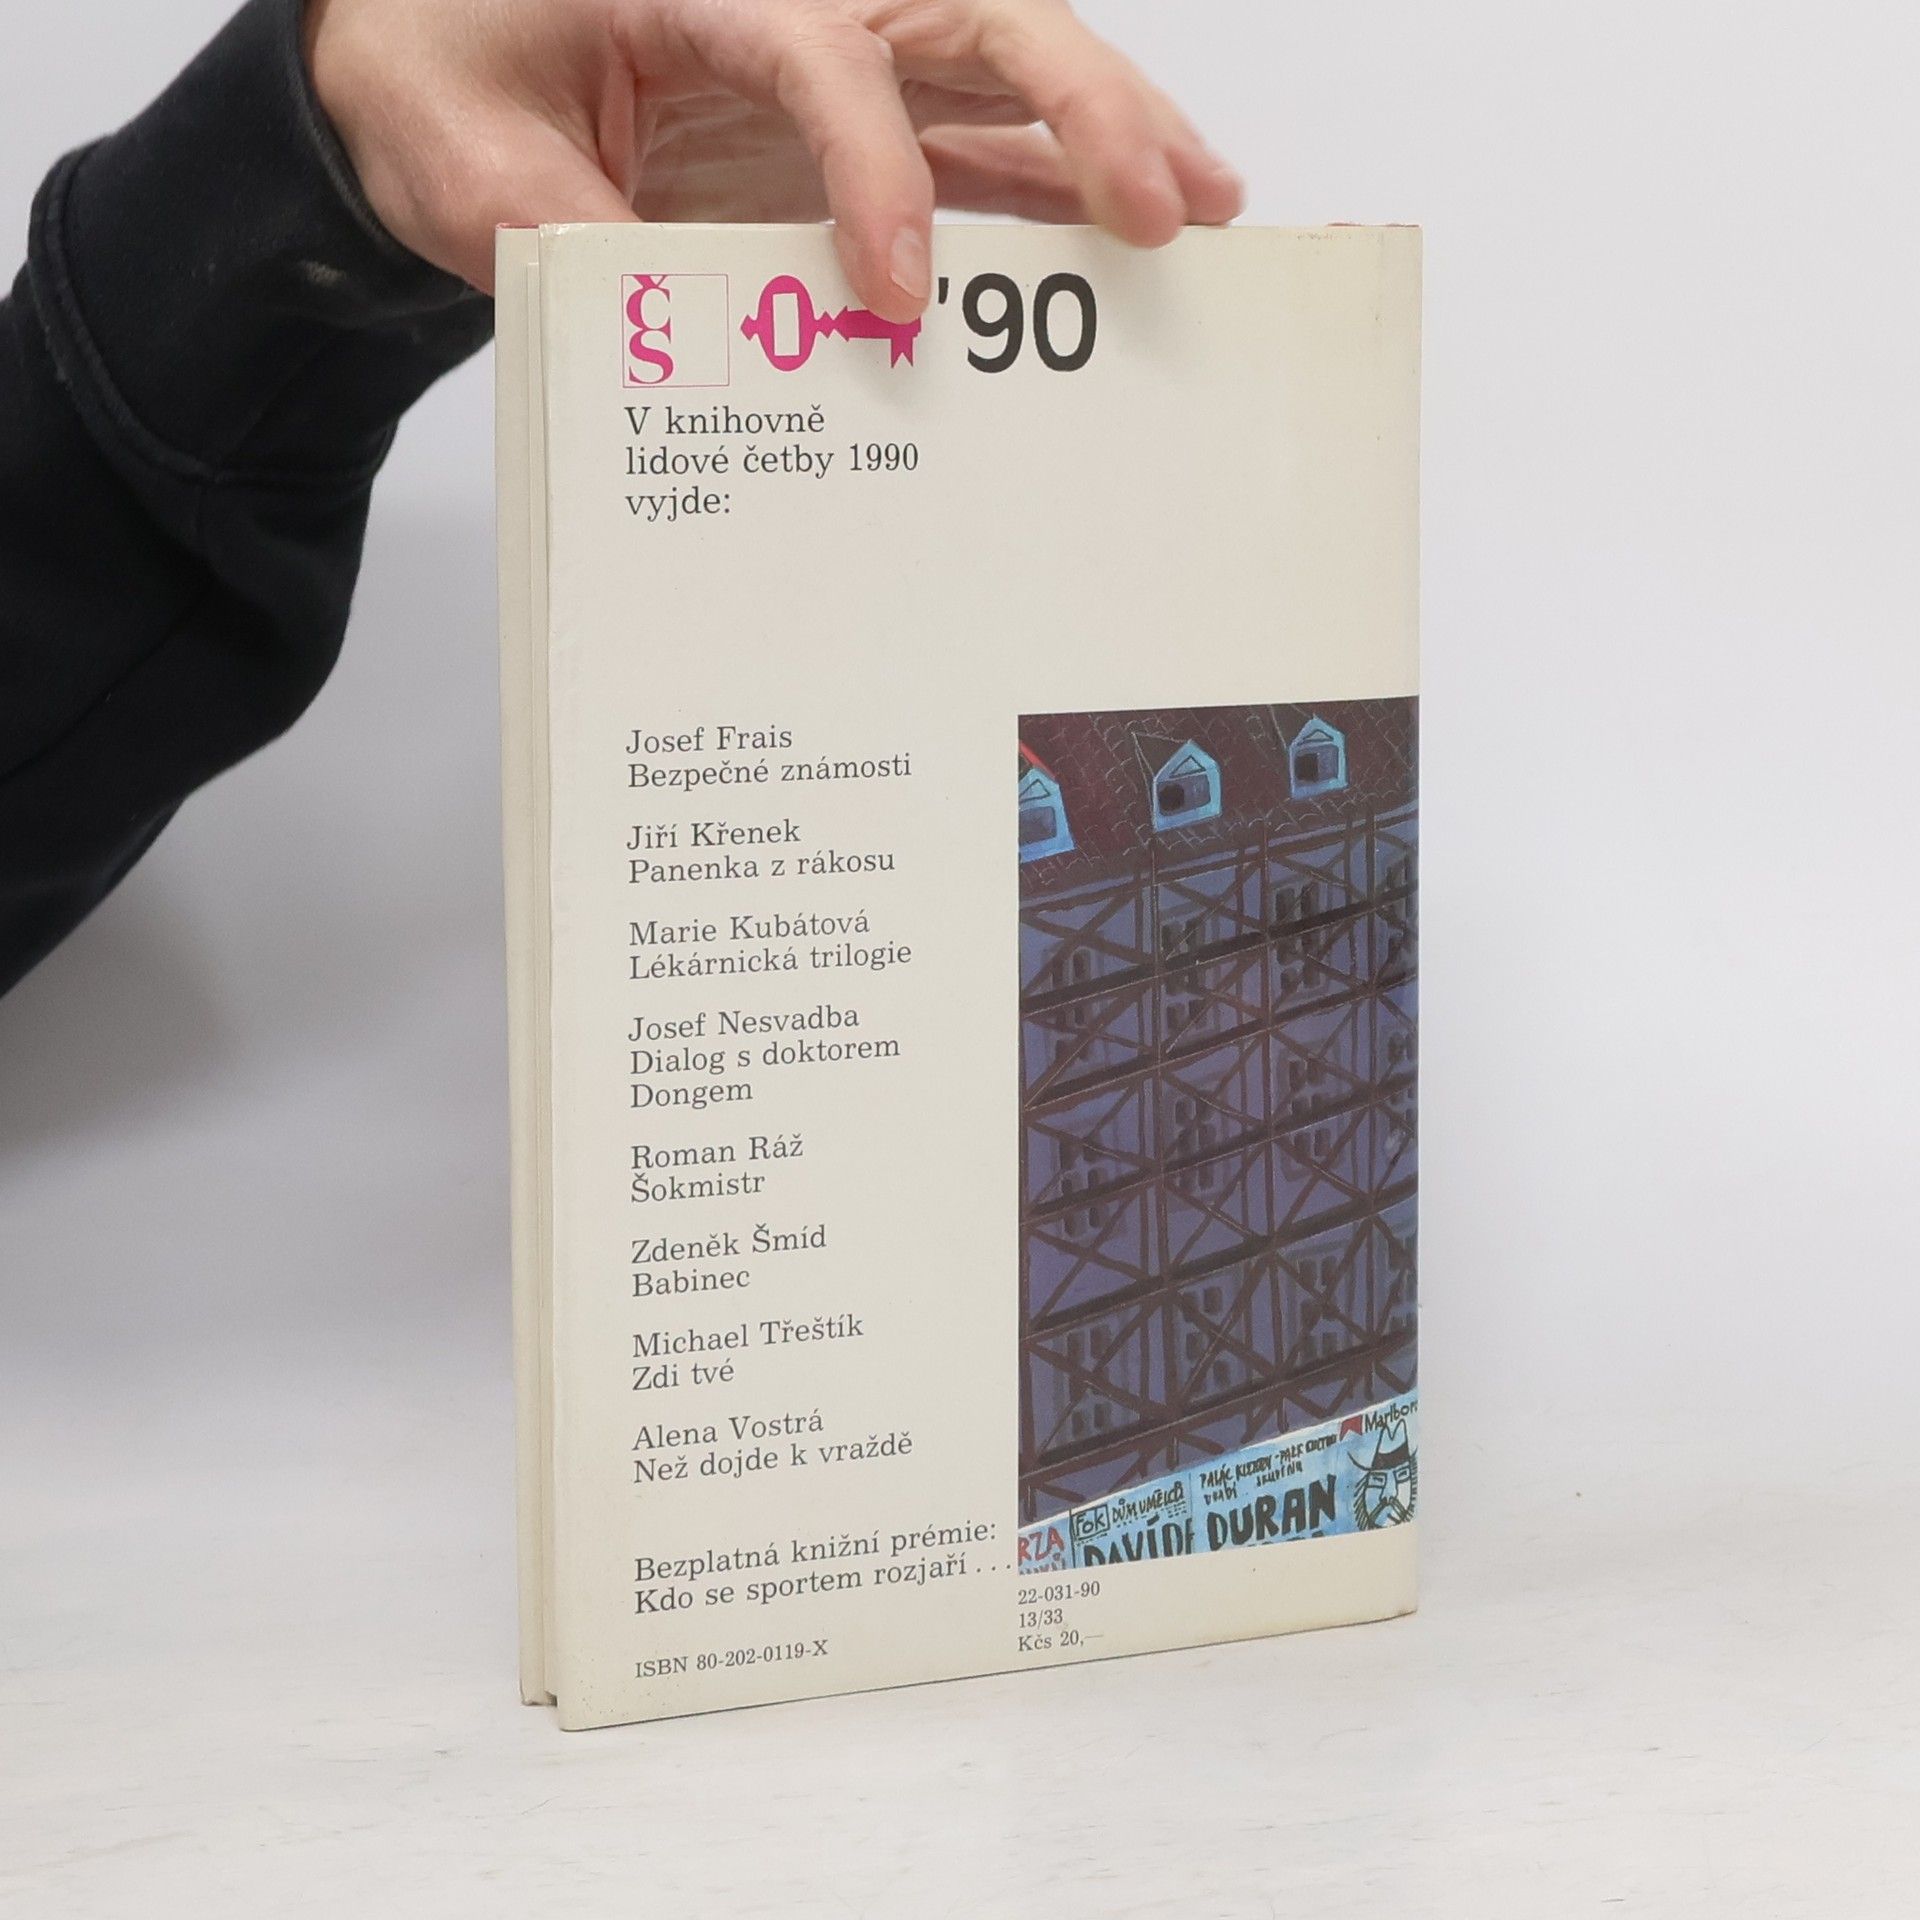 Č
S
'90
V knihovně
lidové četby 1990
vyjde:
Josef Frais
Bezpečné známosti
Jiří Křenek
Panenka z rákosu
Marie Kubátová
Lékárnická trilogie
Josef Nesvadba
Dialog s doktorem
Dongem
Roman Ráž
Šokmistr
Zdeněk Šmíd
Babinec
Michael Třeštík
Zdi tvé
Alena Vostrá
Než dojde k vraždě
Bezplatná knižní prémie:
Kdo se sportem rozjaří . . .
ISBN 80-202-0119-X
Marlboro
PALÁC
FOK DŮM UMĚLCŮ
DURAN
RZA
22-031-90
13/33
Kčs 20,—